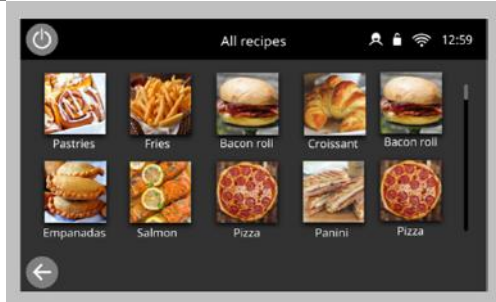 All recipes 12:59
Pastries Fries Bacon roll Croissant Bacon roll
Empanadas Salmon Pizza Panini Pizza